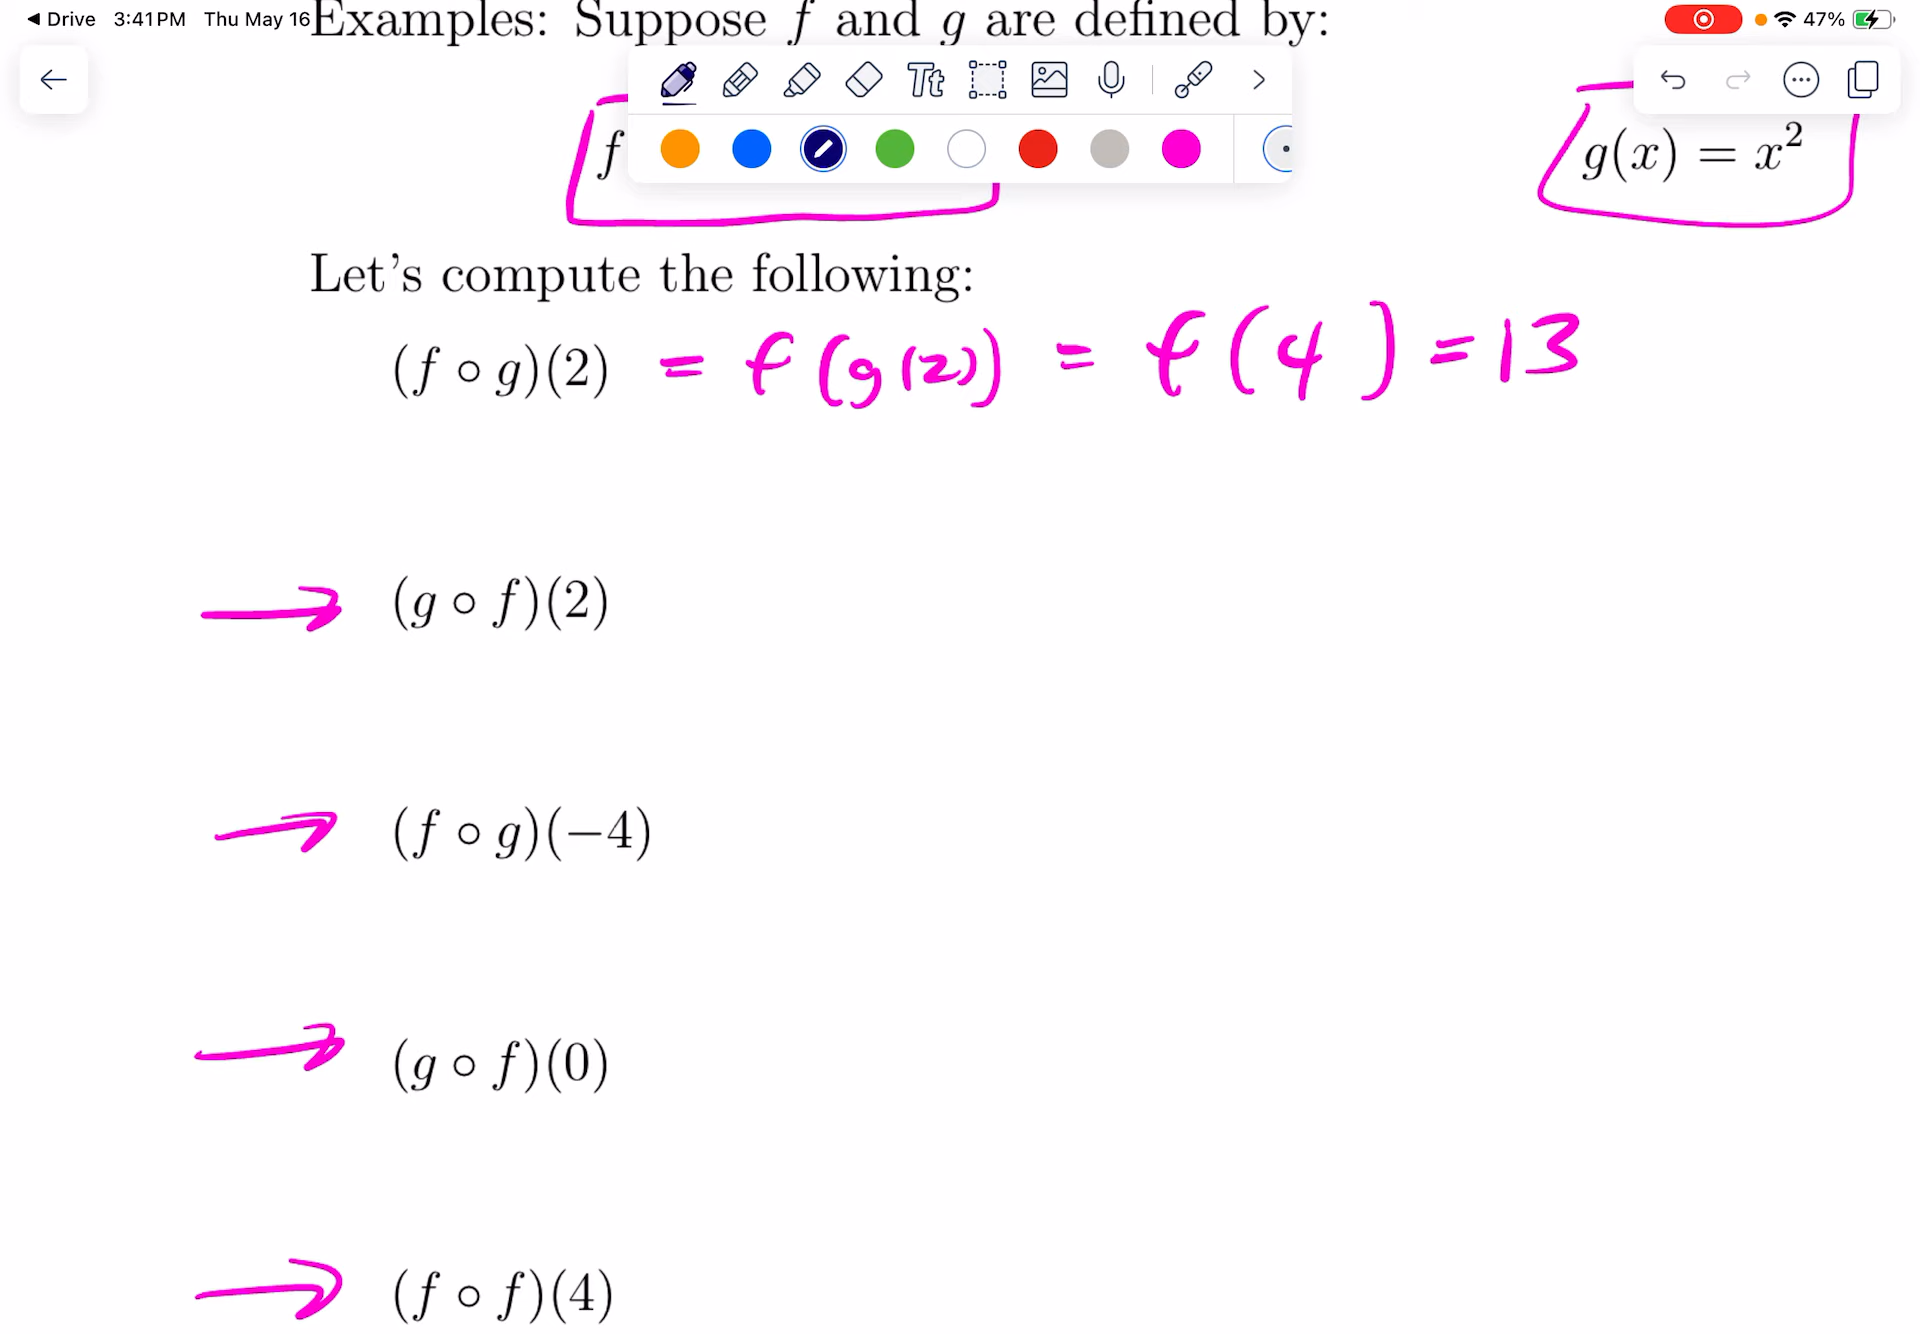 Drive 3:41 PM Thu May 16
47%
Examples: Suppose f and g are defined by:
Tt
f
g(x) = x²
Let's compute the following:
(f ∘ g)(2) = f(g(2)) = f(4) = 13
(g ∘ f)(2)
(f ∘ g)(−4)
(g ∘ f)(0)
(f ∘ f)(4)